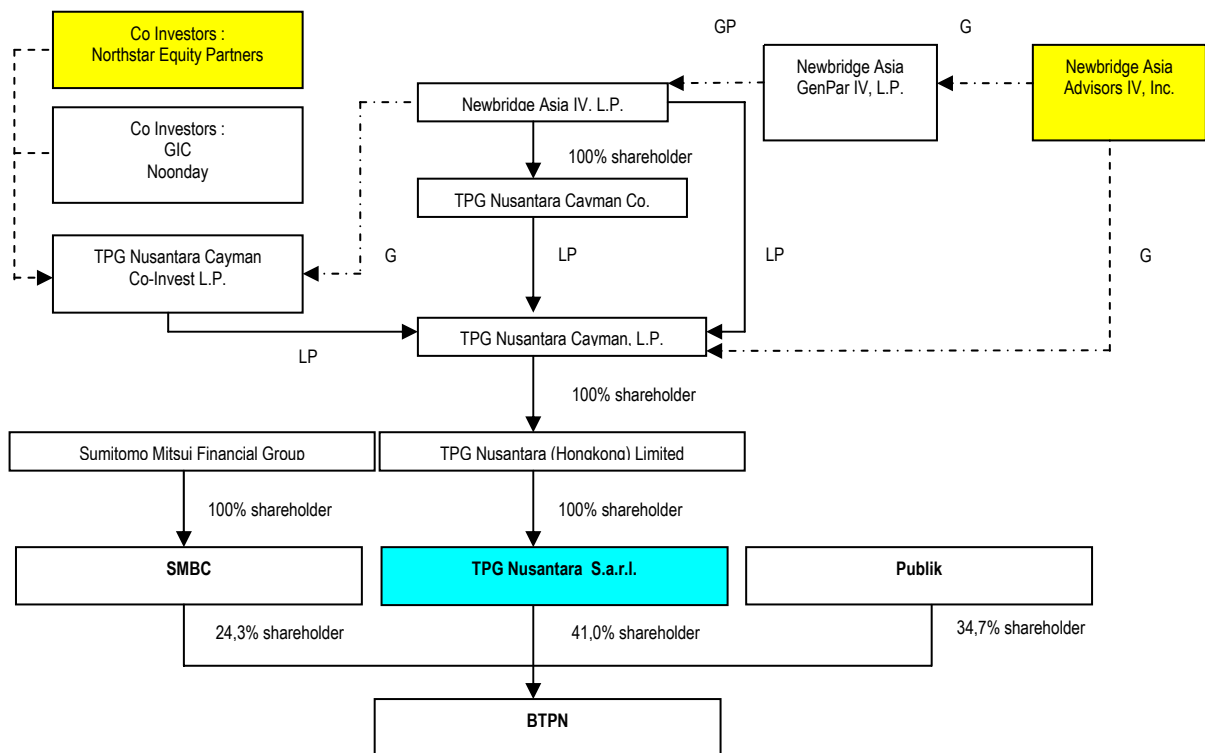 Co Investors :
Northstar Equity Partners
GP
G
Newbridge Asia
GenPar IV, L.P.
Newbridge Asia
Advisors IV, Inc.
Newbridge Asia IV, L.P.
Co Investors :
GIC
Noonday
100% shareholder
TPG Nusantara Cayman Co.
TPG Nusantara Cayman
Co-Invest L.P.
G
LP
LP
G
TPG Nusantara Cayman, L.P.
LP
100% shareholder
Sumitomo Mitsui Financial Group
TPG Nusantara (Hongkong) Limited
100% shareholder
100% shareholder
SMBC
TPG Nusantara S.a.r.l.
Publik
24,3% shareholder
41,0% shareholder
34,7% shareholder
BTPN